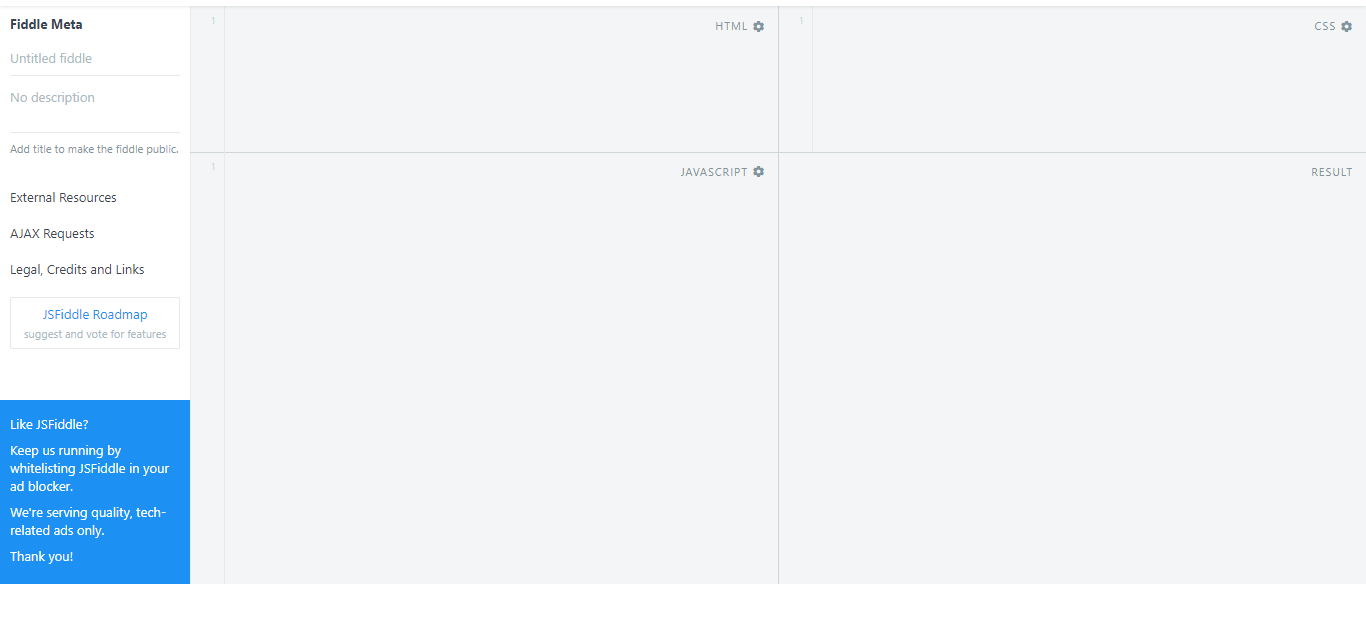 Fiddle Meta
Untitled fiddle
No description
Add title to make the fiddle public.
External Resources
AJAX Requests
Legal, Credits and Links
JSFiddle Roadmap
suggest and vote for features
Like JSFiddle?
Keep us running by
whitelisting JSFiddle in your
ad blocker.
We're serving quality, tech-
related ads only.
Thank you!
1
HTML
1
CSS
1
JAVASCRIPT
RESULT